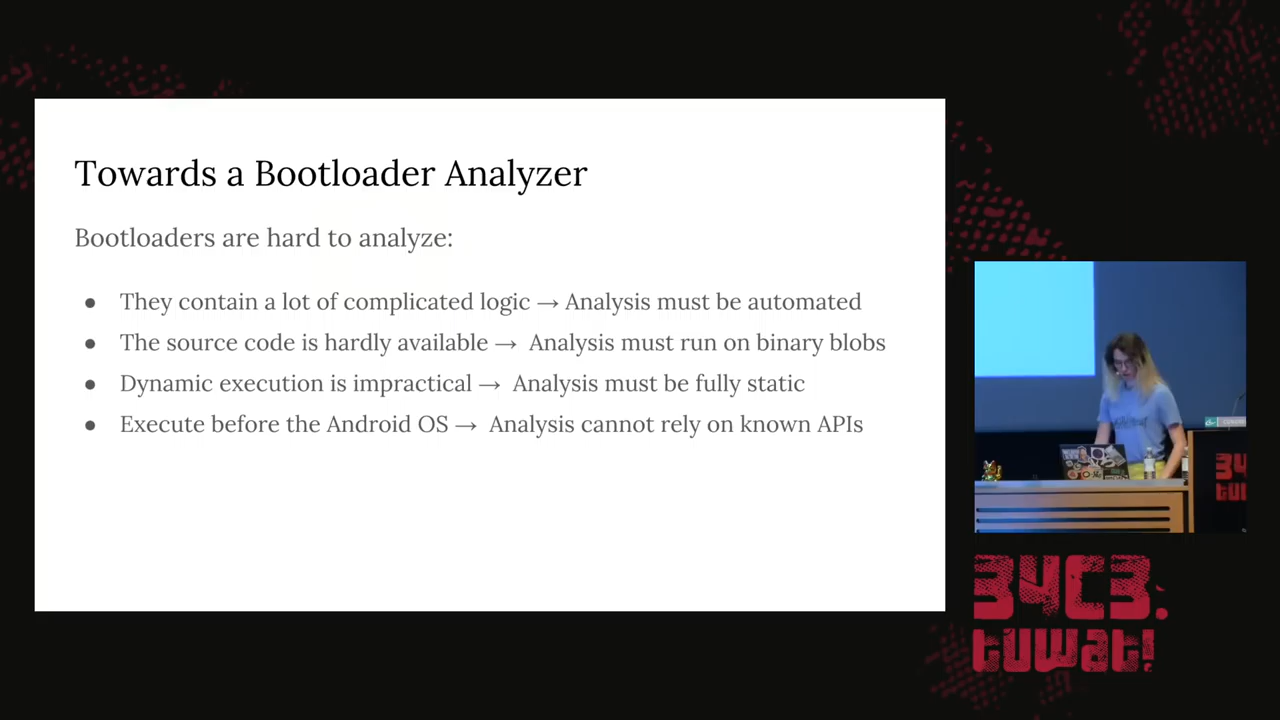 Towards a Bootloader Analyzer
Bootloaders are hard to analyze:
● They contain a lot of complicated logic → Analysis must be automated
● The source code is hardly available → Analysis must run on binary blobs
● Dynamic execution is impractical → Analysis must be fully static
● Execute before the Android OS → Analysis cannot rely on known APIs
34C3.
tuwat!